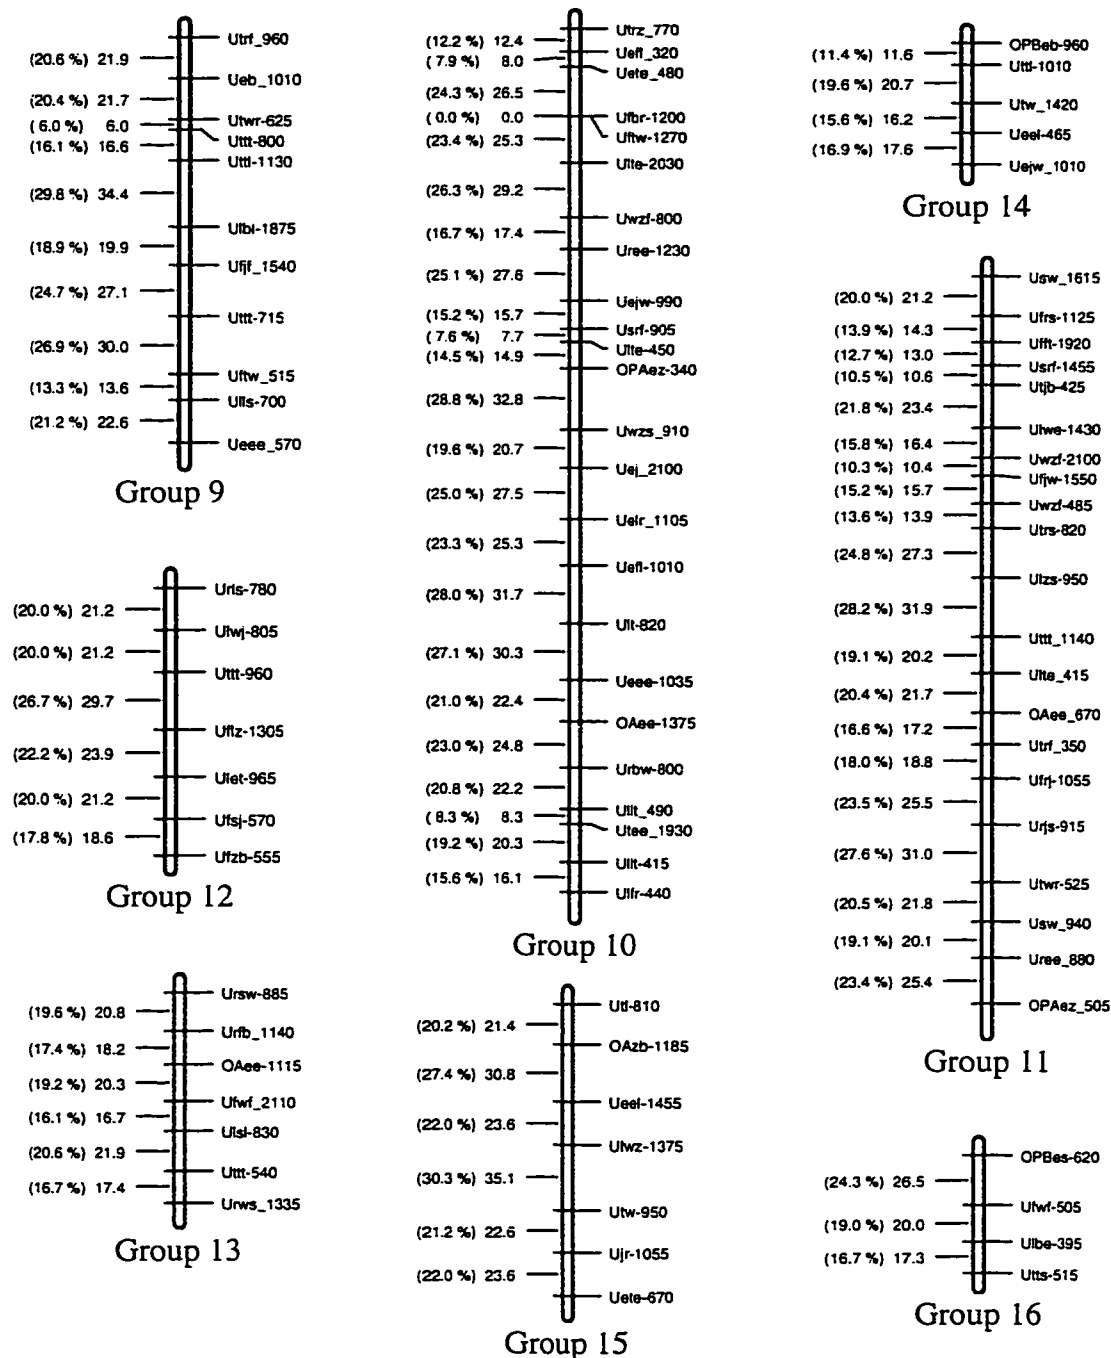 Utrf_960
(20.6 %) 21.9
Ueb_1010
(20.4 %) 21.7
Utwr-625
( 6.0 %) 6.0
Uttt-800
(16.1 %) 16.6
Uttl-1130
(29.8 %) 34.4
Ulbl-1875
(18.9 %) 19.9
Ufjf_1540
(24.7 %) 27.1
Uttt-715
(26.9 %) 30.0
Uftw_515
(13.3 %) 13.6
Ulls-700
(21.2 %) 22.6
Ueee_570
Group 9
Urls-780
(20.0 %) 21.2
Ulwj-805
(20.0 %) 21.2
Uttt-960
(26.7 %) 29.7
Uflz-1305
(22.2 %) 23.9
Ulet-965
(20.0 %) 21.2
Ufsj-570
(17.8 %) 18.6
Ufzb-555
Group 12
Ursw-885
(19.6 %) 20.8
Urfb_1140
(17.4 %) 18.2
OAee-1115
(19.2 %) 20.3
Ufwf_2110
(16.1 %) 16.7
Ulsl-830
(20.6 %) 21.9
Uttt-540
(16.7 %) 17.4
Urws_1335
Group 13
Utrz_770
(12.2 %) 12.4
Uefl_320
( 7.9 %) 8.0
Uete_480
(24.3 %) 26.5
Ufbr-1200
( 0.0 %) 0.0
Uftw-1270
(23.4 %) 25.3
Ulte-2030
(26.3 %) 29.2
Uwzf-800
(16.7 %) 17.4
Uree-1230
(25.1 %) 27.6
Uejw-990
(15.2 %) 15.7
Usrf-905
( 7.6 %) 7.7
Ulte-450
(14.5 %) 14.9
OPAez-340
(28.8 %) 32.8
Uwzs_910
(19.6 %) 20.7
Uej_2100
(25.0 %) 27.5
Uelr_1105
(23.3 %) 25.3
Uefl-1010
(28.0 %) 31.7
Ult-820
(27.1 %) 30.3
Ueee-1035
(21.0 %) 22.4
OAee-1375
(23.0 %) 24.8
Urbw-800
(20.8 %) 22.2
Ullt_490
( 8.3 %) 8.3
Utee_1930
(19.2 %) 20.3
Ullt-415
(15.6 %) 16.1
Ulfr-440
Group 10
Utl-810
(20.2 %) 21.4
OAzb-1185
(27.4 %) 30.8
Ueel-1455
(22.0 %) 23.6
Ulwz-1375
(30.3 %) 35.1
Utw-950
(21.2 %) 22.6
Ujr-1055
(22.0 %) 23.6
Uete-670
Group 15
OPBeb-960
(11.4 %) 11.6
Uttl-1010
(19.6 %) 20.7
Utw_1420
(15.6 %) 16.2
Ueel-465
(16.9 %) 17.6
Uejw_1010
Group 14
Usw_1615
(20.0 %) 21.2
Ufrs-1125
(13.9 %) 14.3
Ufft-1920
(12.7 %) 13.0
Usrf-1455
(10.5 %) 10.6
Utjb-425
(21.8 %) 23.4
Ulwe-1430
(15.8 %) 16.4
Uwzf-2100
(10.3 %) 10.4
Ufjw-1550
(15.2 %) 15.7
Uwzf-485
(13.6 %) 13.9
Utrs-820
(24.8 %) 27.3
Ulzs-950
(28.2 %) 31.9
Uttt_1140
(19.1 %) 20.2
Ulte_415
(20.4 %) 21.7
OAee_670
(16.6 %) 17.2
Utrf_350
(18.0 %) 18.8
Ufrj-1055
(23.5 %) 25.5
Urjs-915
(27.6 %) 31.0
Utwr-525
(20.5 %) 21.8
Usw_940
(19.1 %) 20.1
Uree_880
(23.4 %) 25.4
OPAez_505
Group 11
OPBes-620
(24.3 %) 26.5
Ufwf-505
(19.0 %) 20.0
Ulbe-395
(16.7 %) 17.3
Utts-515
Group 16